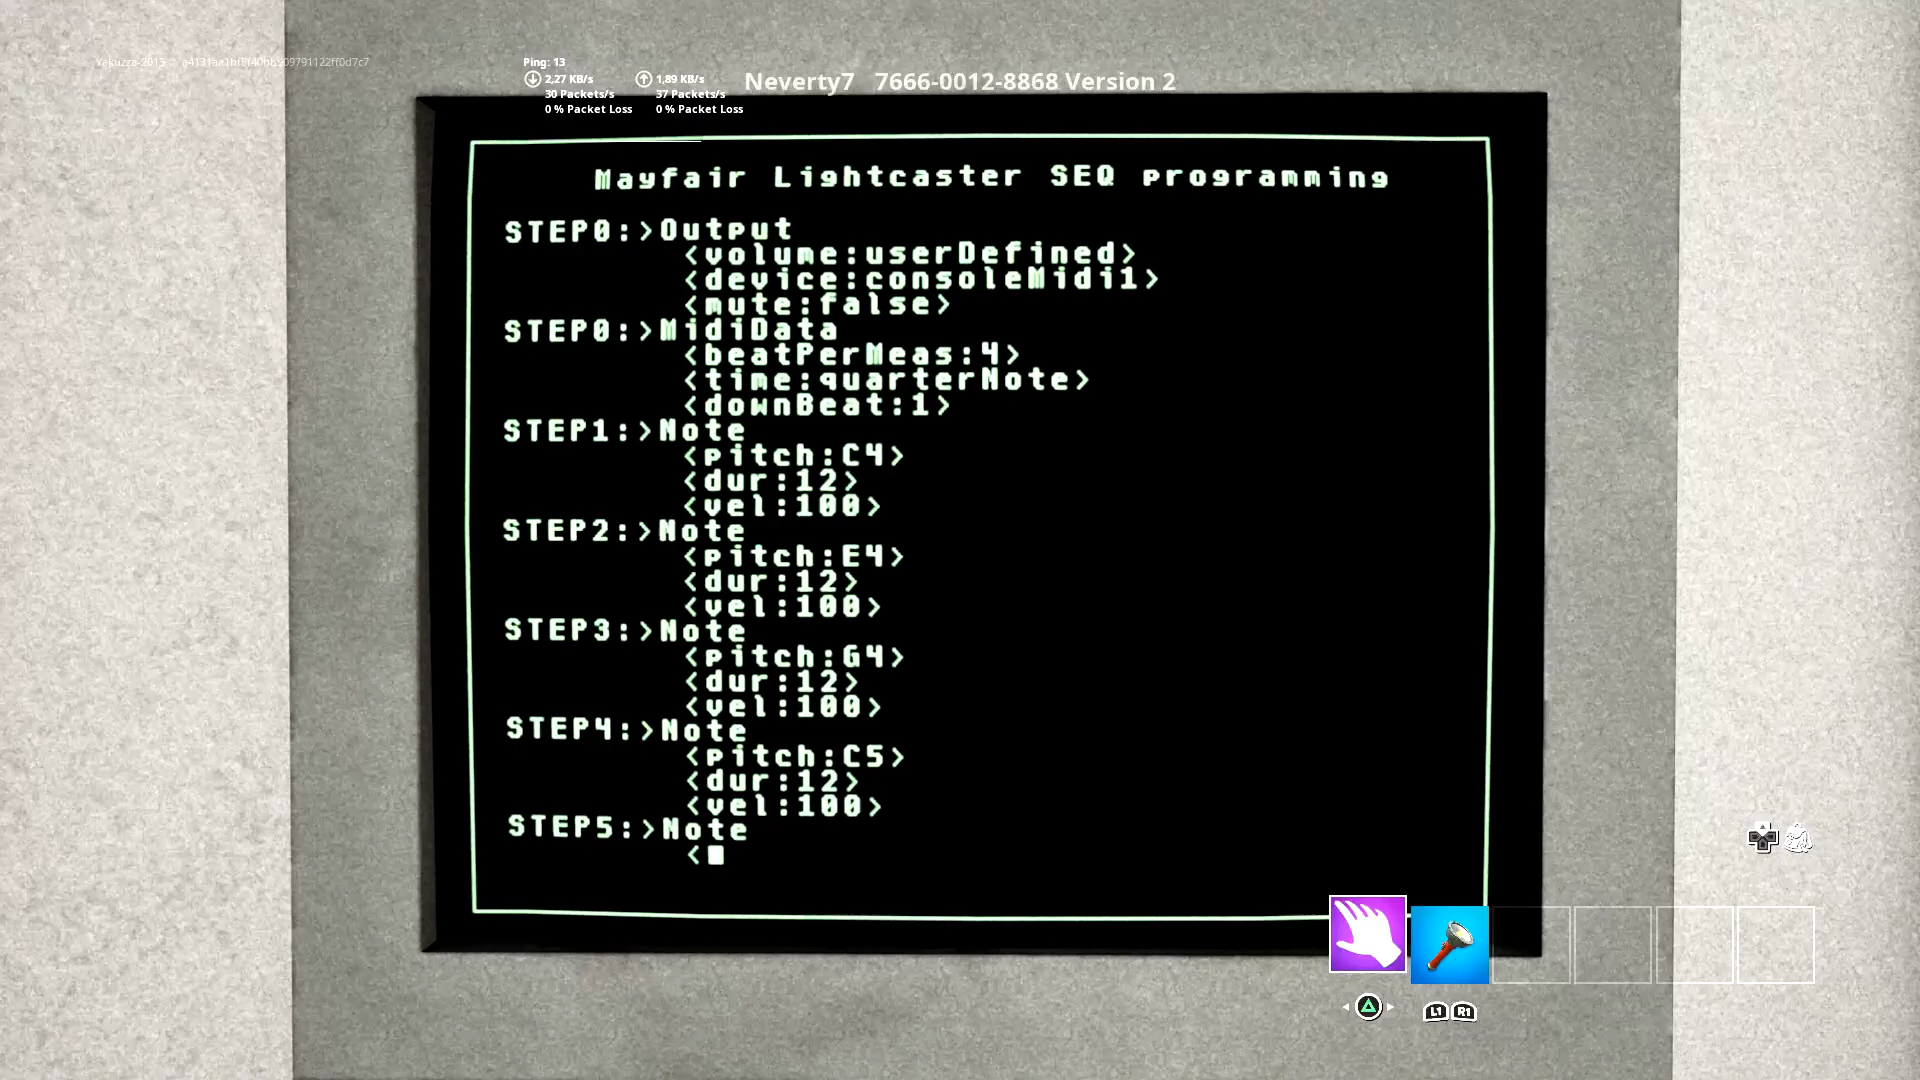 Ping: 13
2,27 KB/s
1,89 KB/s
30 Packets/s
37 Packets/s
0 % Packet Loss
0 % Packet Loss
Neverty7 7666-0012-8868 Version 2
Mayfair Lightcaster SEQ programming
STEP0:>Output
<volume:userDefined>
<device:consoleMidi1>
<mute:false>
STEP0:>MidiData
<beatPerMeas:4>
<time:quarterNote>
<downBeat:1>
STEP1:>Note
<pitch:C4>
<dur:12>
<vel:100>
STEP2:>Note
<pitch:E4>
<dur:12>
<vel:100>
STEP3:>Note
<pitch:G4>
<dur:12>
<vel:100>
STEP4:>Note
<pitch:C5>
<dur:12>
<vel:100>
STEP5:>Note
<
L1 R1